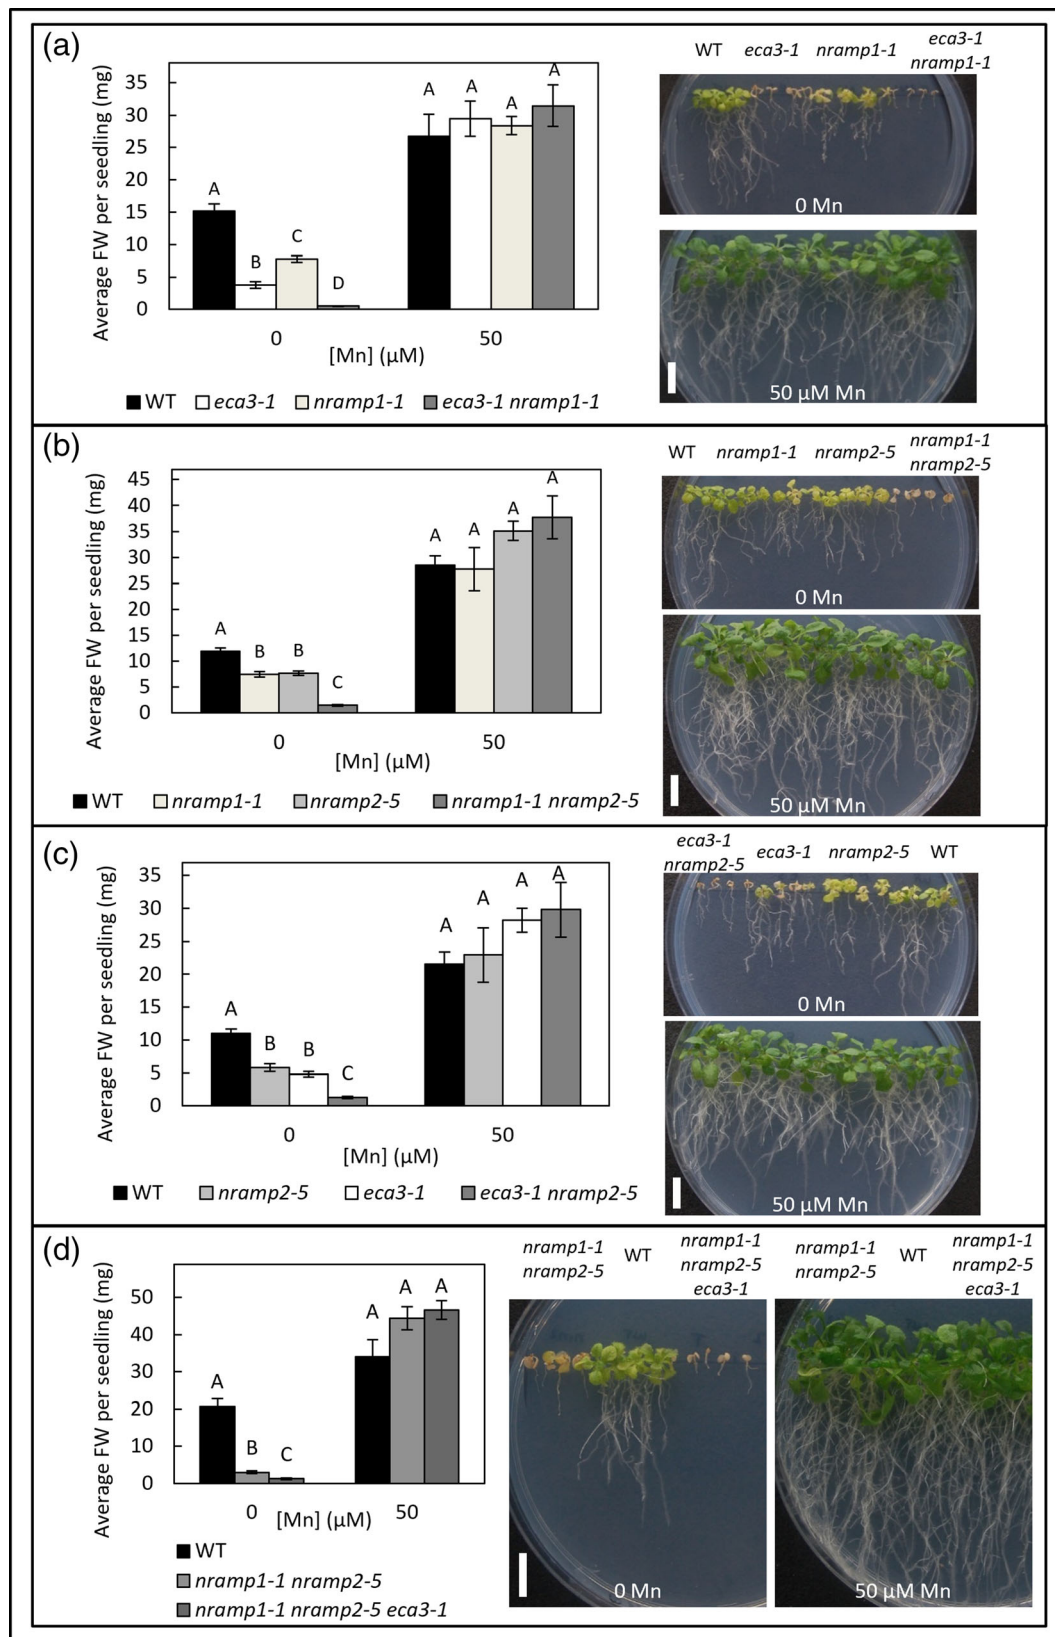 (a)
Average FW per seedling (mg)
35
30
25
20
15
10
5
0
A
B
C
D
A
A
A
A
0
50
[Mn] (μM)
WT eca3-1 nramp1-1 eca3-1 nramp1-1
WT eca3-1 nramp1-1 eca3-1
nramp1-1
0 Mn
50 μM Mn
(b)
Average FW per seedling (mg)
45
40
35
30
25
20
15
10
5
0
A
B
B
C
A
A
A
A
0
50
[Mn] (μM)
WT nramp1-1 nramp2-5 nramp1-1 nramp2-5
WT nramp1-1 nramp2-5 nramp1-1
nramp2-5
0 Mn
50 μM Mn
(c)
Average FW per seedling (mg)
35
30
25
20
15
10
5
0
A
B
B
C
A
A
A
A
0
50
[Mn] (μM)
WT nramp2-5 eca3-1 eca3-1 nramp2-5
eca3-1
nramp2-5 eca3-1 nramp2-5 WT
0 Mn
50 μM Mn
(d)
Average FW per seedling (mg)
50
40
30
20
10
0
A
B
C
A
A
A
0 [Mn] (μM) 50
WT
nramp1-1 nramp2-5
nramp1-1 nramp2-5 eca3-1
nramp1-1
nramp2-5
WT
nramp1-1
nramp2-5
eca3-1
0 Mn
nramp1-1
nramp2-5
WT
nramp1-1
nramp2-5
eca3-1
50 μM Mn